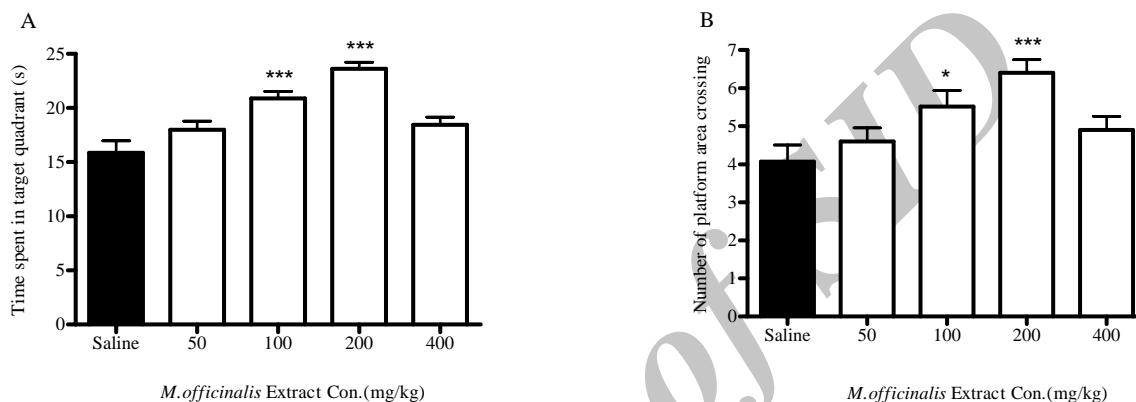 A
Time spent in target quadrant (s)
25
20
15
10
5
0
***
***
Saline 50 100 200 400
M.officinalis Extract Con.(mg/kg)
B
Number of platform area crossing
7
6
5
4
3
2
1
0
*
***
Saline 50 100 200 400
M.officinalis Extract Con.(mg/kg)
of SID